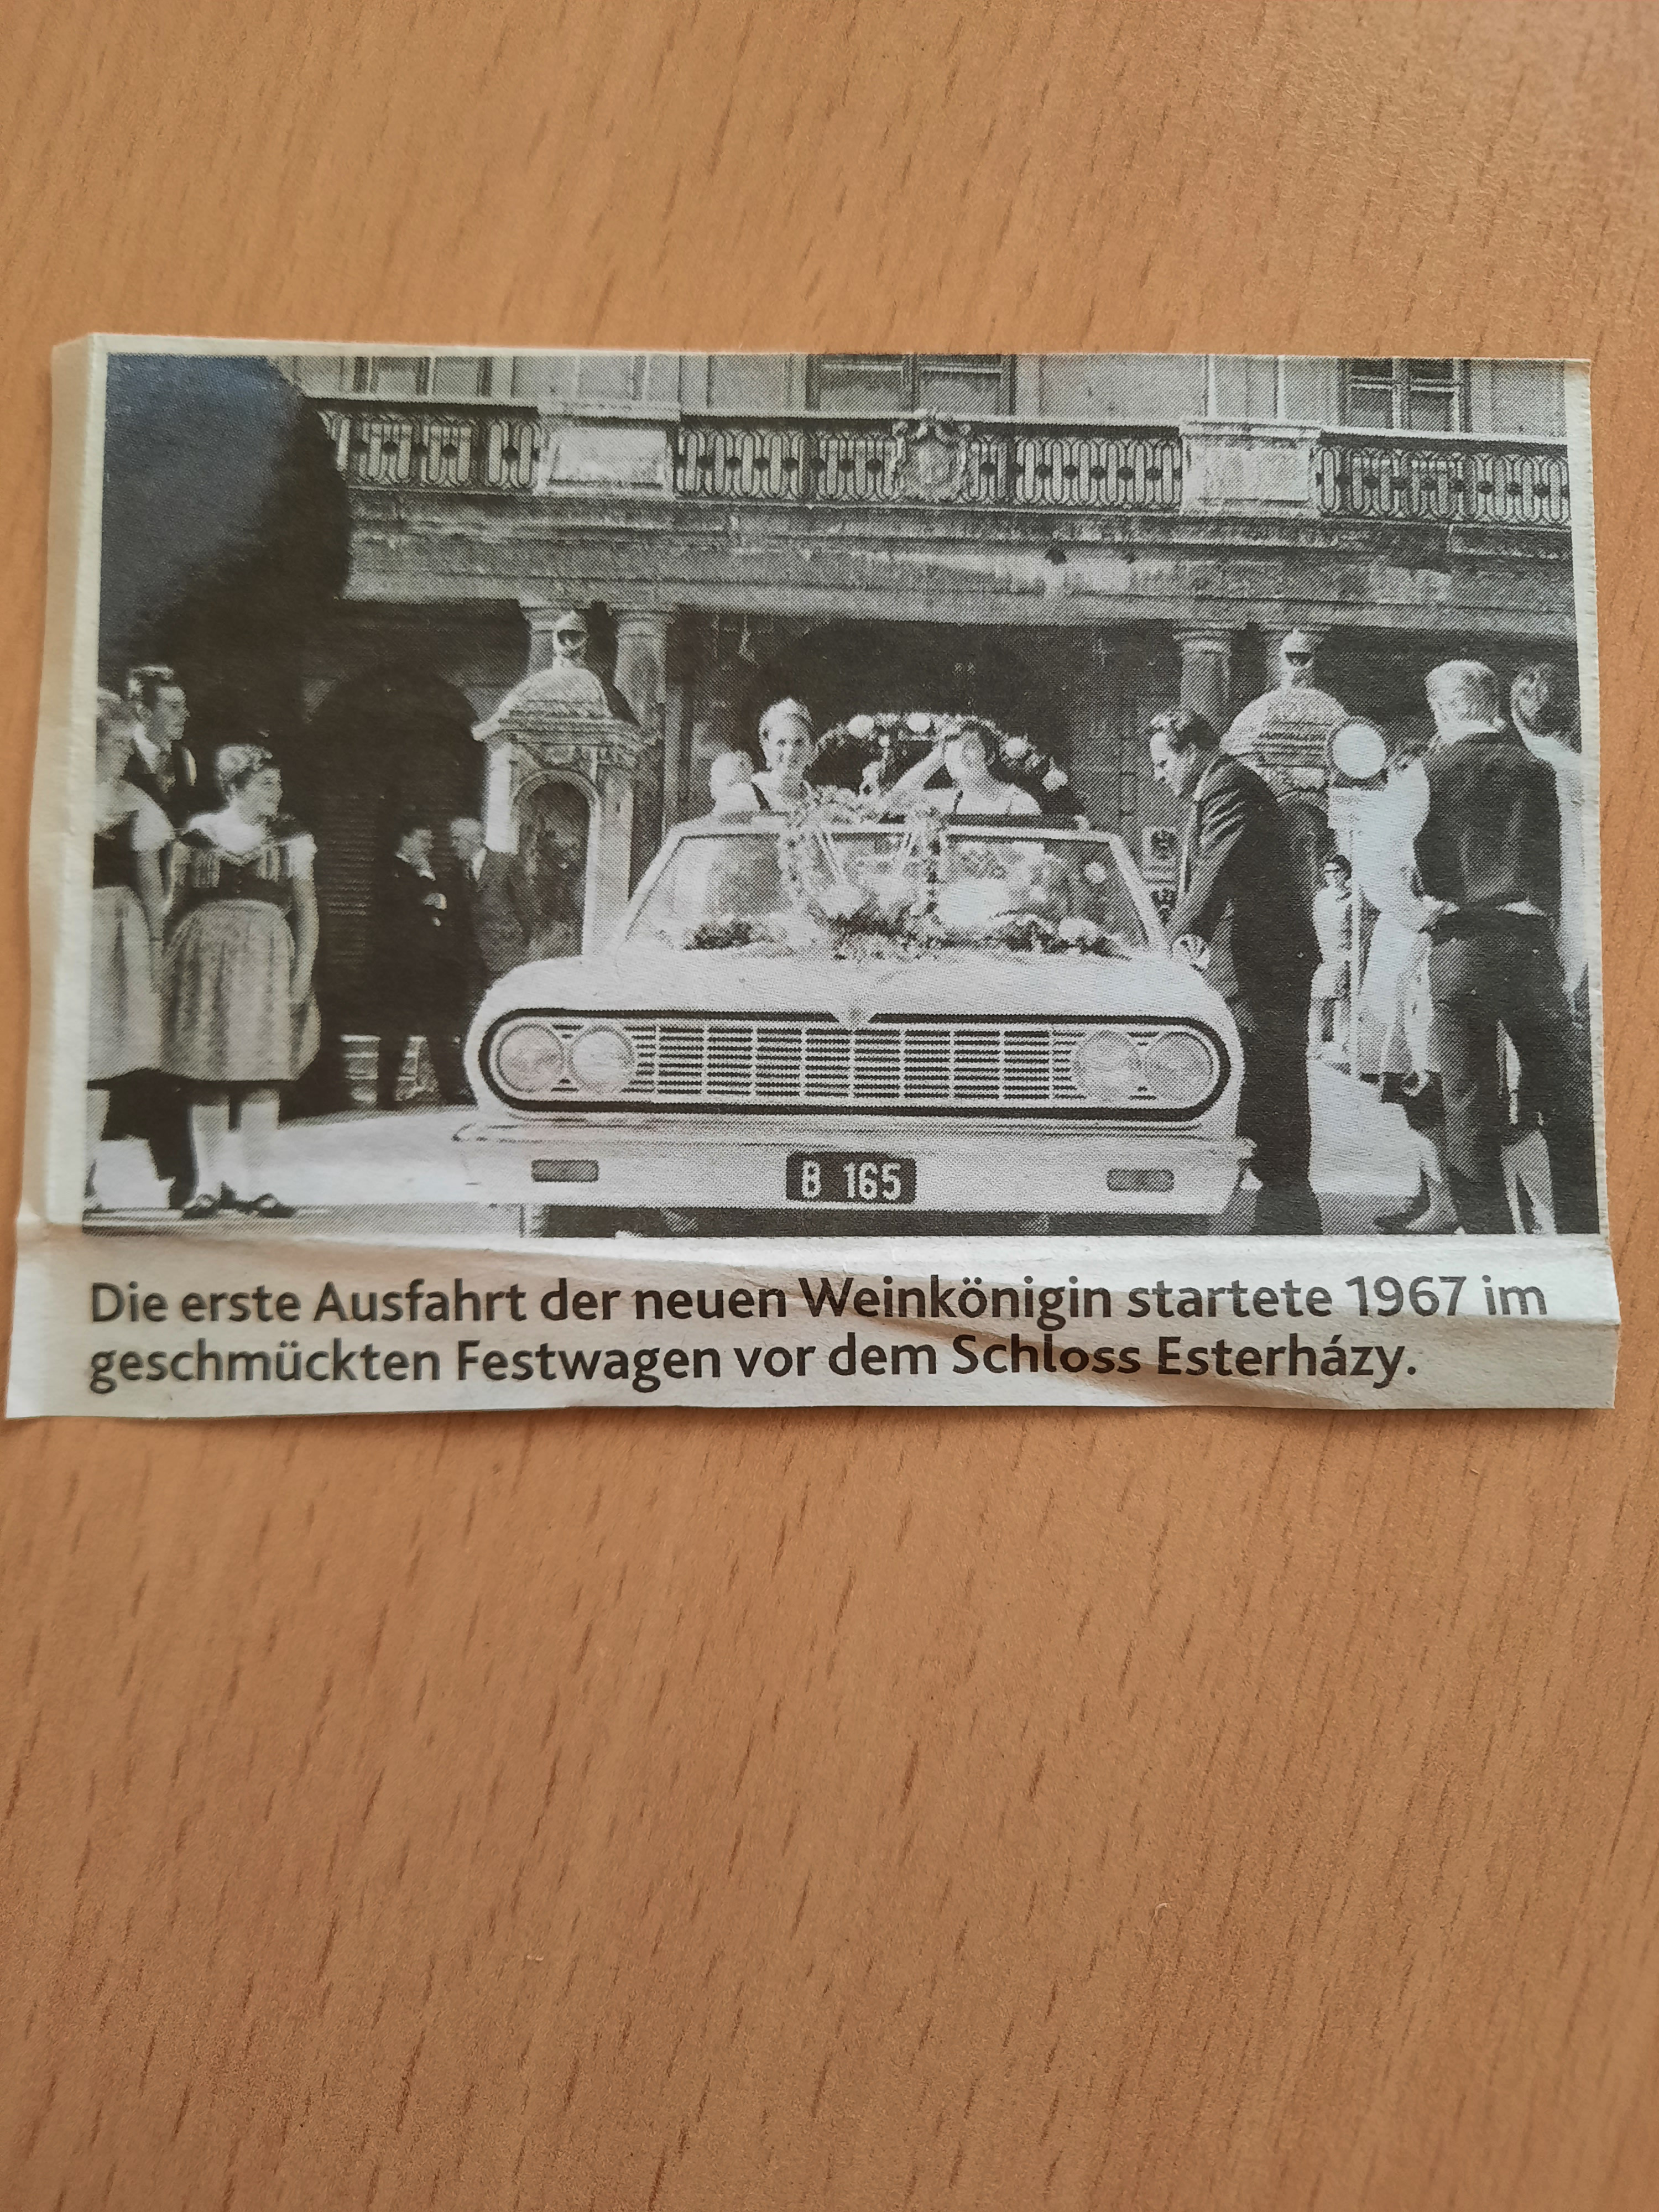 B 165
Die erste Ausfahrt der neuen Weinkönigin startete 1967 im
geschmückten Festwagen vor dem Schloss Esterházy.